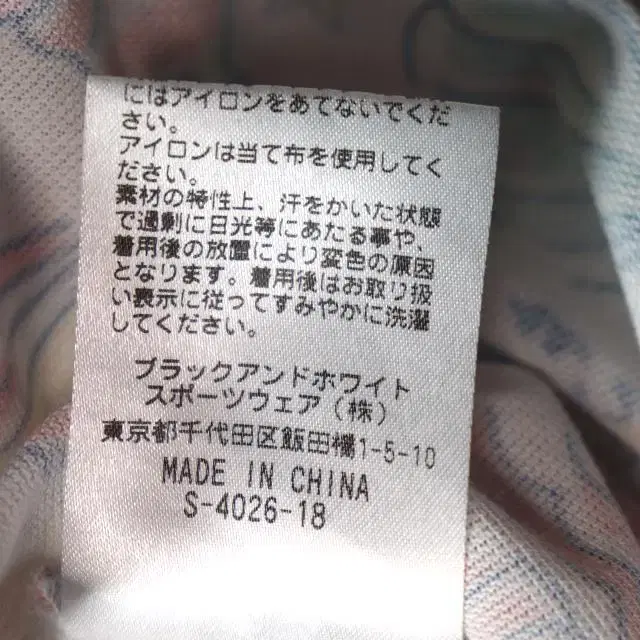 にはアイロンをあてないでくだ
さい。
アイロンは当て布を使用してく
ださい。
素材の特性上、汗をかいた状態
で過剰に日光等にあたる事や、
着用後の放置により変色の原因
となります。着用後はお取り扱
い表示に従ってすみやかに洗濯
してください。
ブラックアンドホワイト
スポーツウェア(株)
東京都千代田区飯田橋1-5-10
MADE IN CHINA
S-4026-18